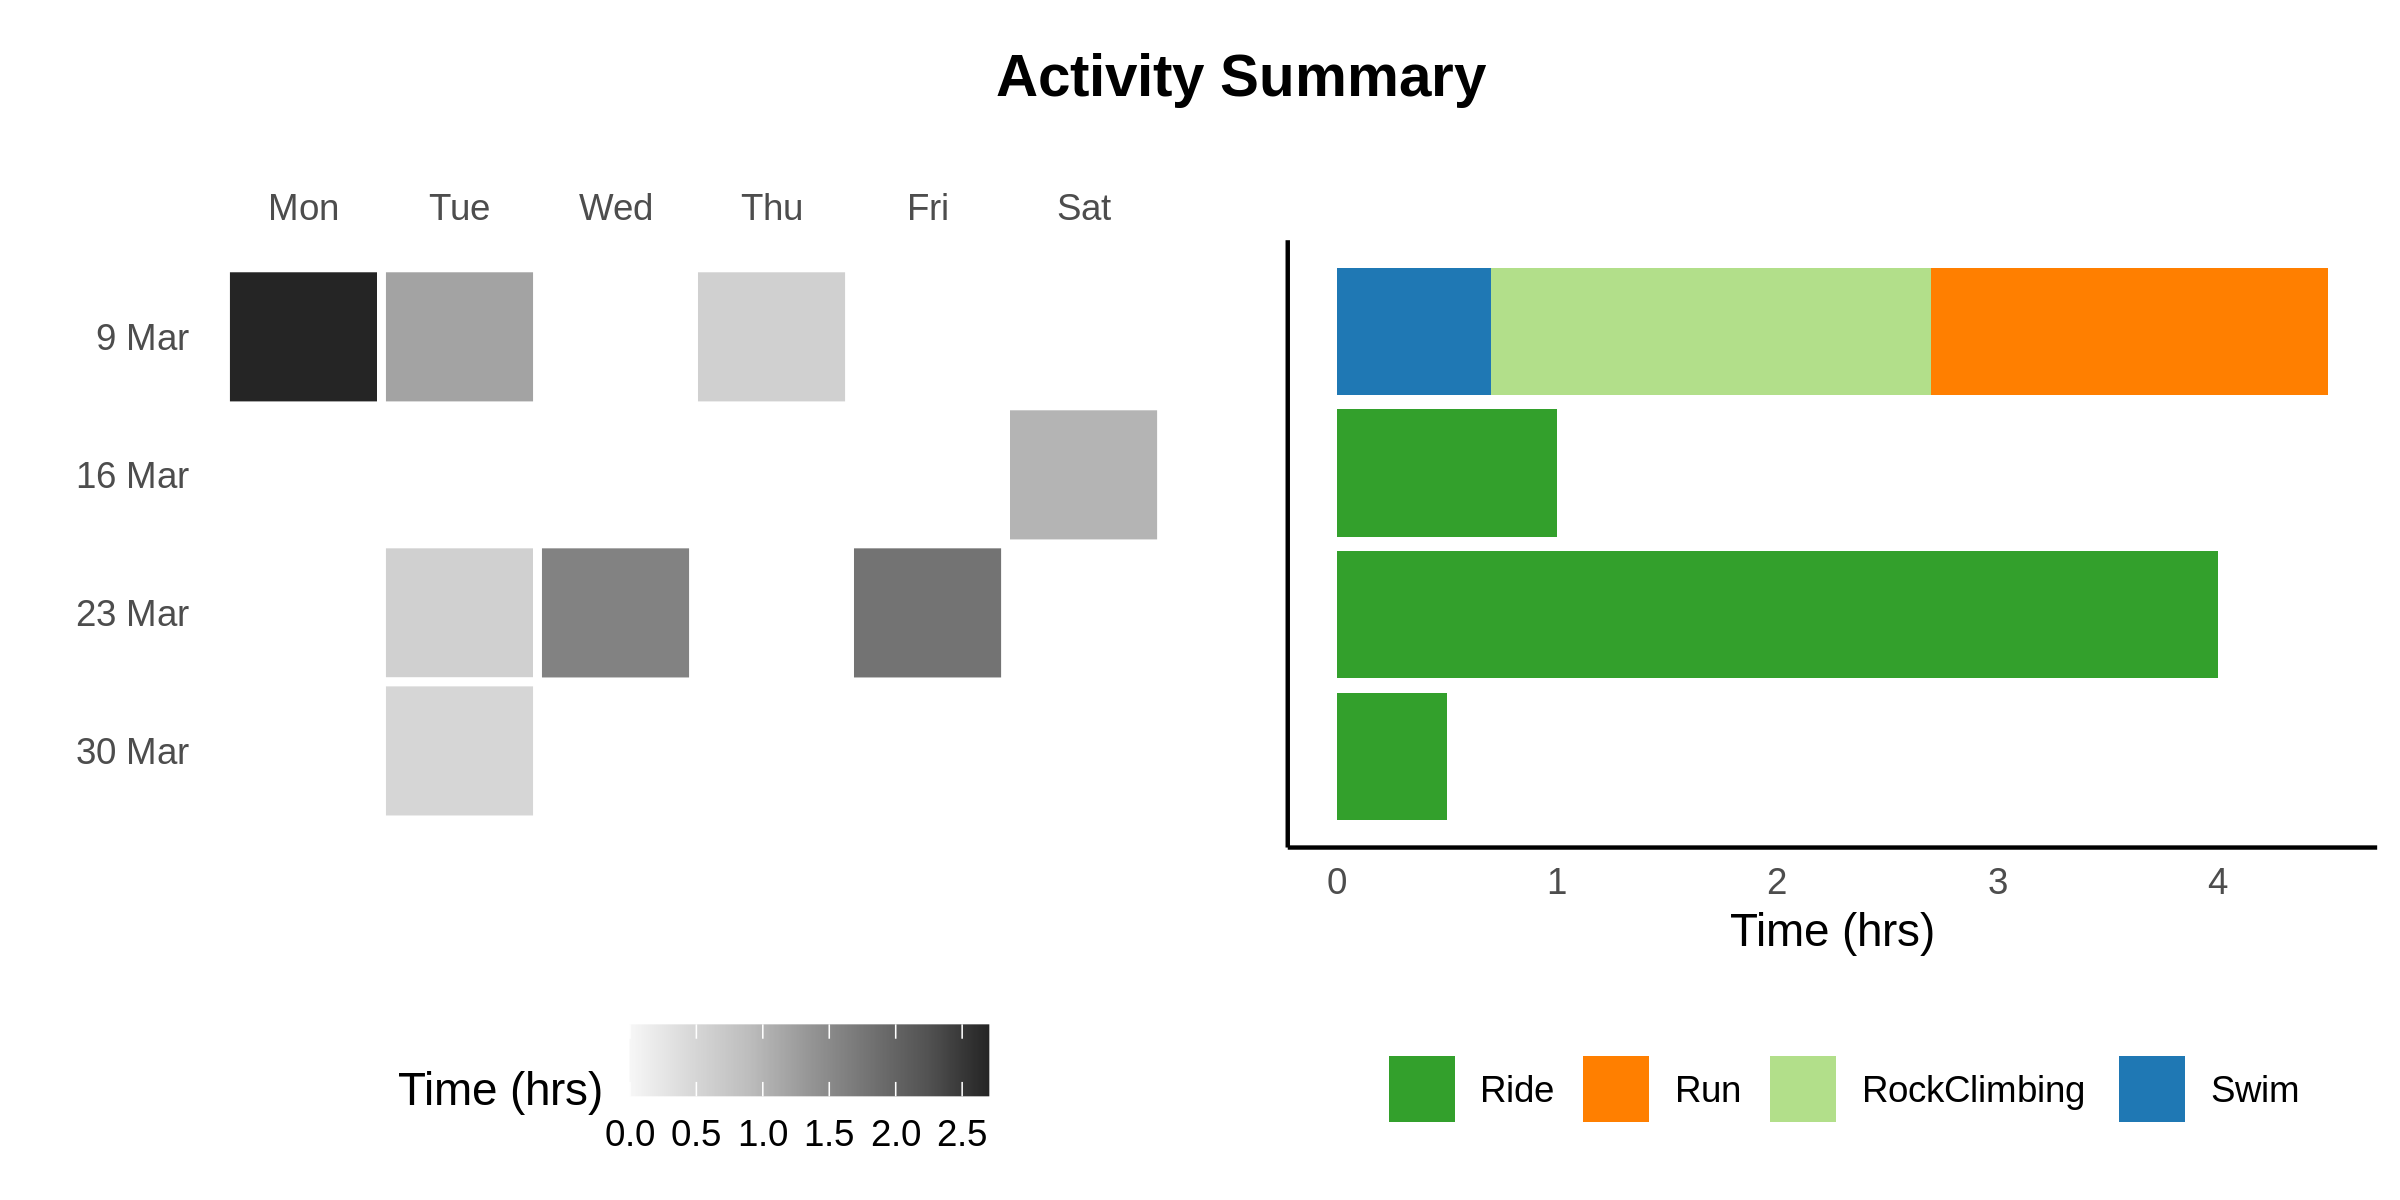 Activity Summary
Mon Tue Wed Thu Fri Sat
9 Mar
16 Mar
23 Mar
30 Mar
0 1 2 3 4
Time (hrs)
Time (hrs)
0.0 0.5 1.0 1.5 2.0 2.5
Ride Run RockClimbing Swim